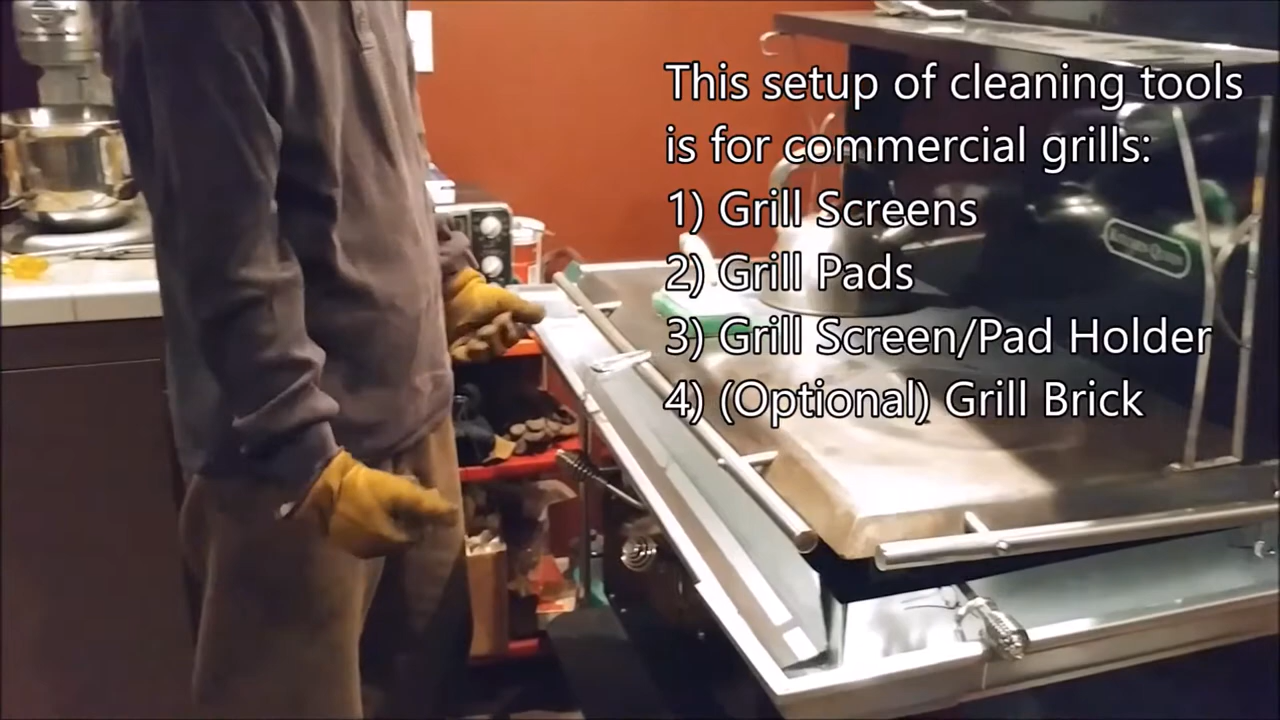 This setup of cleaning tools
is for commercial grills:
1) Grill Screens
2) Grill Pads
3) Grill Screen/Pad Holder
4) (Optional) Grill Brick